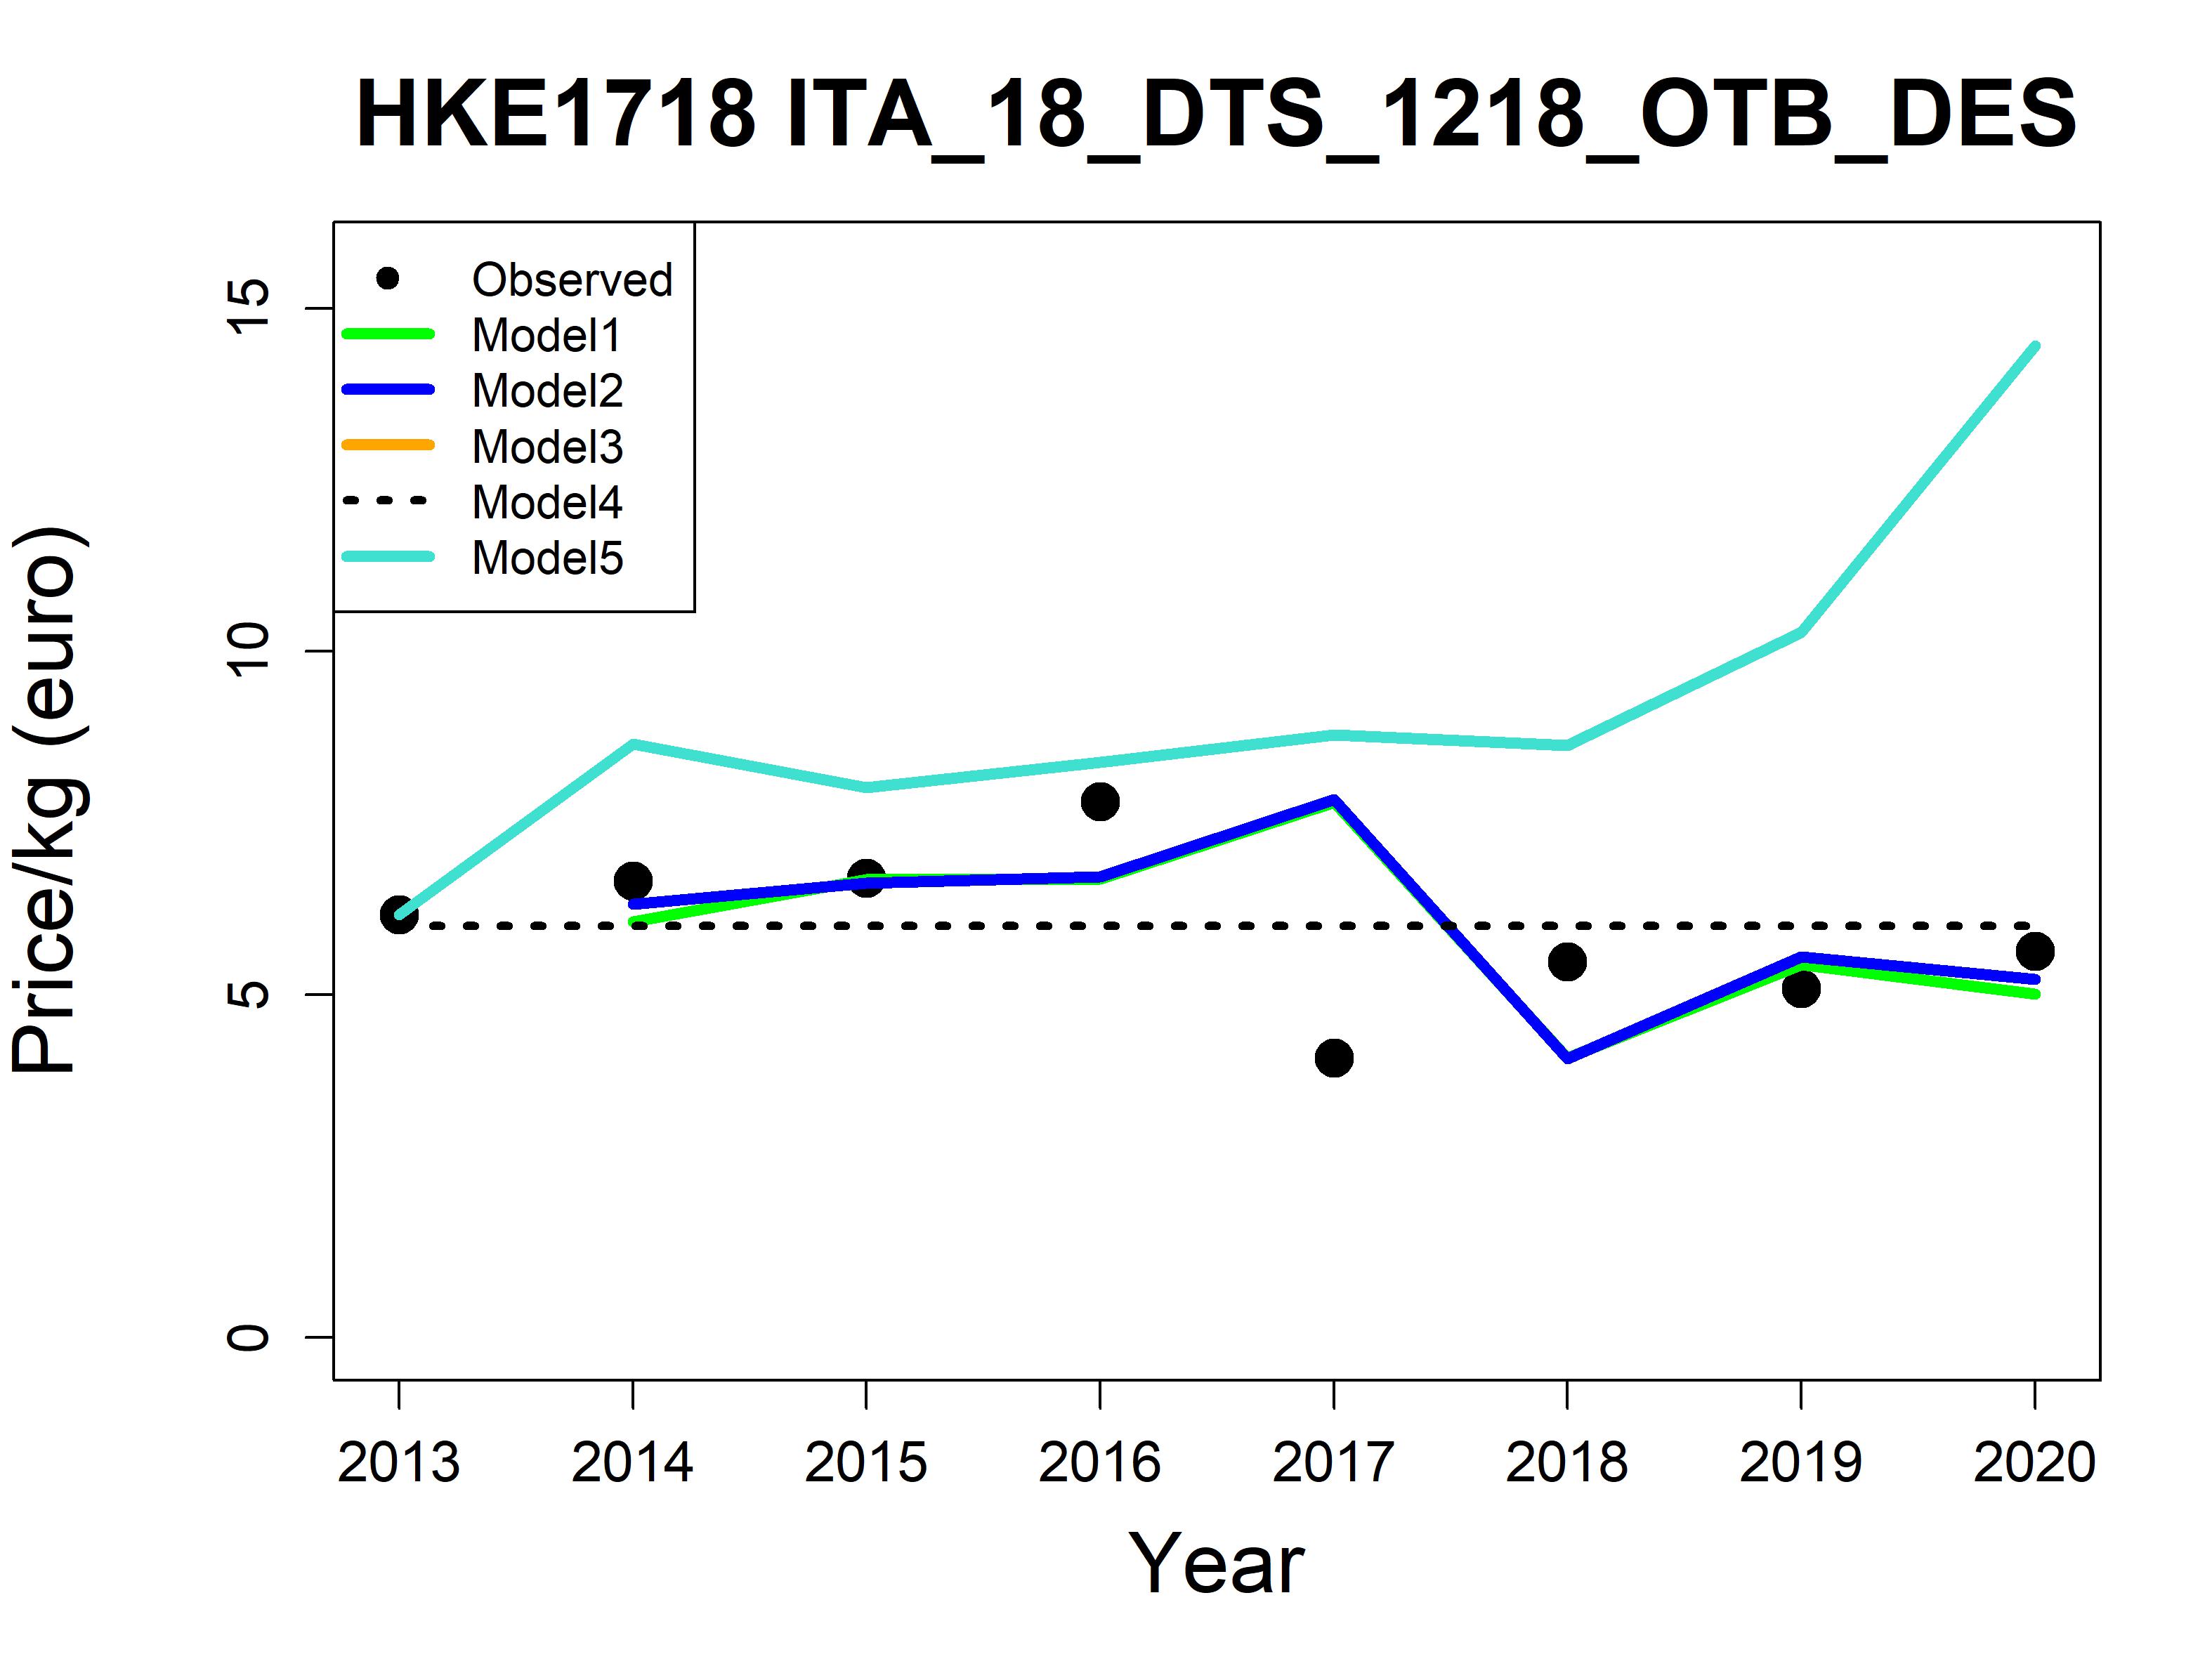 HKE1718 ITA_18_DTS_1218_OTB_DES
Observed
Model1
Model2
Model3
Model4
Model5
Price/kg (euro)
15
10
5
0
2013 2014 2015 2016 2017 2018 2019 2020
Year